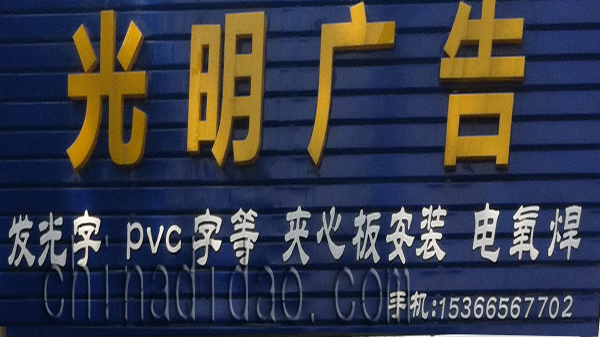 光明广告
发光字 pvc字等 夹心板安装 电氧焊
chinadidao.com
手机:15366567702